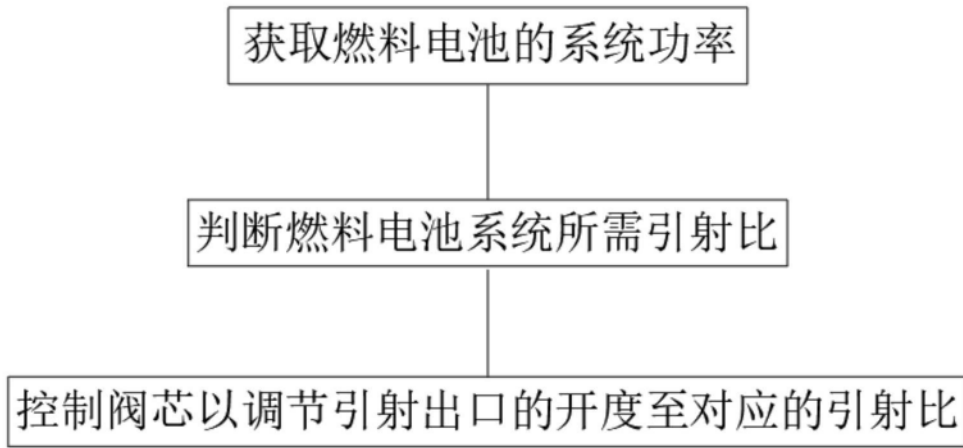 获取燃料电池的系统功率
判断燃料电池系统所需引射比
控制阀芯以调节引射出口的开度至对应的引射比